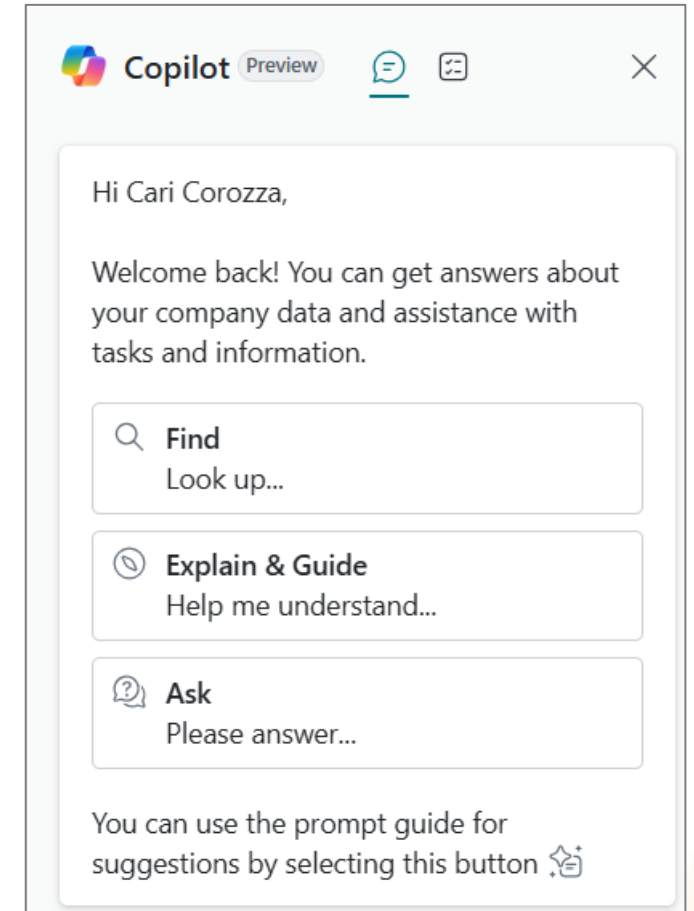 Copilot Preview
Hi Cari Corozza,
Welcome back! You can get answers about
your company data and assistance with
tasks and information.
Find
Look up...
Explain & Guide
Help me understand...
Ask
Please answer...
You can use the prompt guide for
suggestions by selecting this button